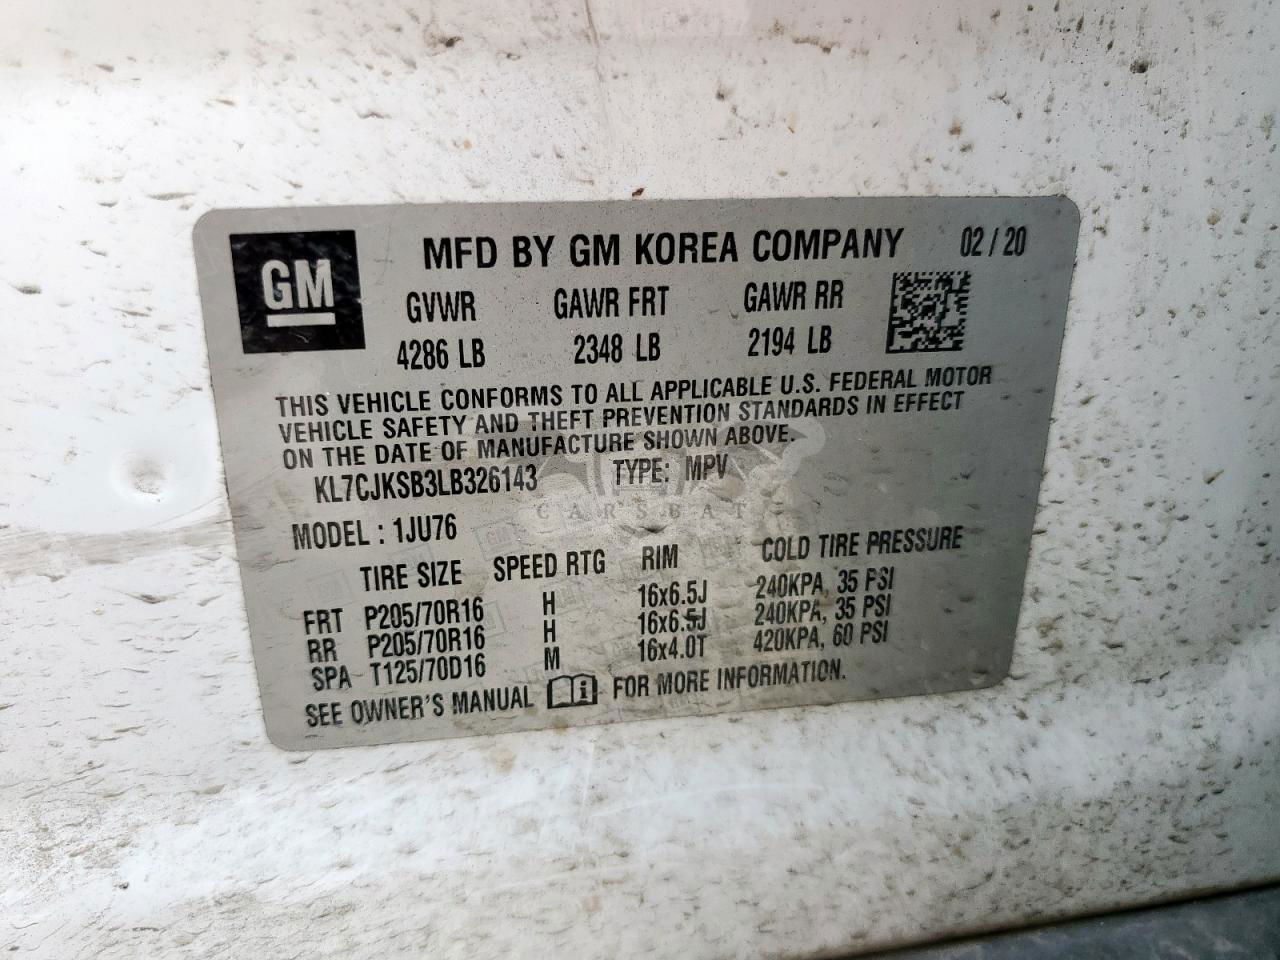 GM MFD BY GM KOREA COMPANY 02 / 20
GVWR GAWR FRT GAWR RR
4286 LB 2348 LB 2194 LB
THIS VEHICLE CONFORMS TO ALL APPLICABLE U.S. FEDERAL MOTOR
VEHICLE SAFETY AND THEFT PREVENTION STANDARDS IN EFFECT
ON THE DATE OF MANUFACTURE SHOWN ABOVE.
KL7CJKSB3LB326143 TYPE: MPV
CARSBAT
MODEL : 1JU76
TIRE SIZE SPEED RTG RIM COLD TIRE PRESSURE
FRT P205/70R16 H 16x6.5J 240KPA, 35 PSI
RR P205/70R16 H 16x6.5J 240KPA, 35 PSI
SPA T125/70D16 M 16x4.0T 420KPA, 60 PSI
SEE OWNER'S MANUAL FOR MORE INFORMATION.